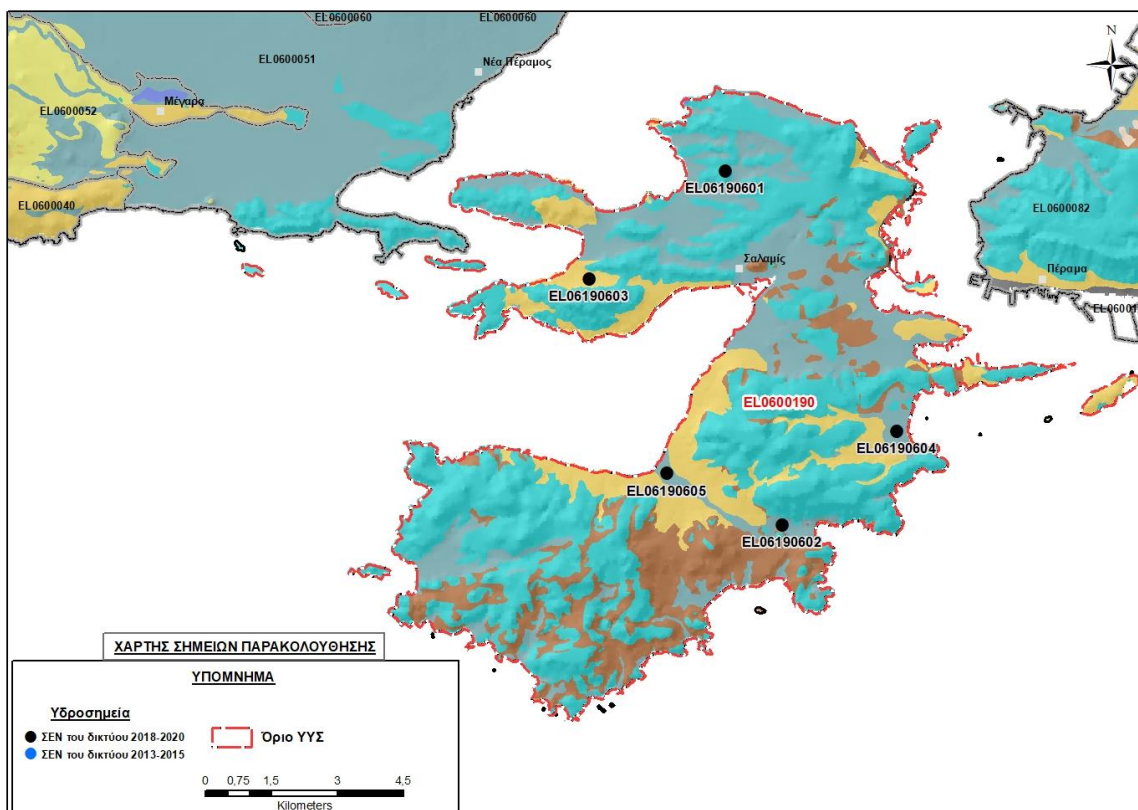 EL0600060
EL0600060
EL0600051
Νέα Πέραμος
N
EL0600052
Μέγαρα
EL0600040
EL06190601
EL0600082
Σαλαμίς
Πέραμα
EL06190603
EL06001
EL0600190
EL06190604
EL06190605
EL06190602
ΧΑΡΤΗΣ ΣΗΜΕΙΩΝ ΠΑΡΑΚΟΛΟΥΘΗΣΗΣ
ΥΠΟΜΝΗΜΑ
Υδροσημεία
ΣΕΝ του δικτύου 2018-2020
Όριο ΥΥΣ
ΣΕΝ του δικτύου 2013-2015
0 0,75 1,5 3 4,5
Kilometers